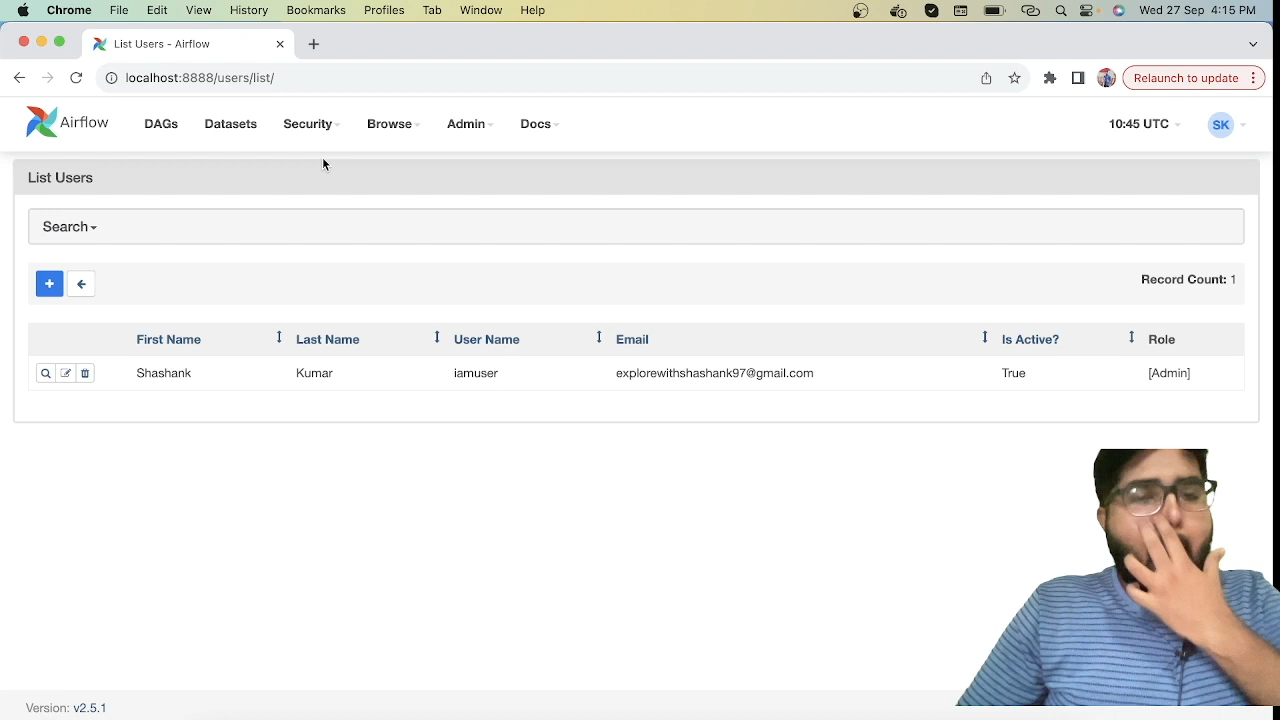 Chrome File Edit View History Bookmarks Profiles Tab Window Help Wed 27 Sep 4:15 PM
List Users - Airflow
localhost:8888/users/list/ Relaunch to update
Airflow DAGs Datasets Security Browse Admin Docs 10:45 UTC SK
List Users
Search
Record Count: 1
First Name Last Name User Name Email Is Active? Role
Shashank Kumar iamuser explorewithshashank97@gmail.com True [Admin]
Version: v2.5.1